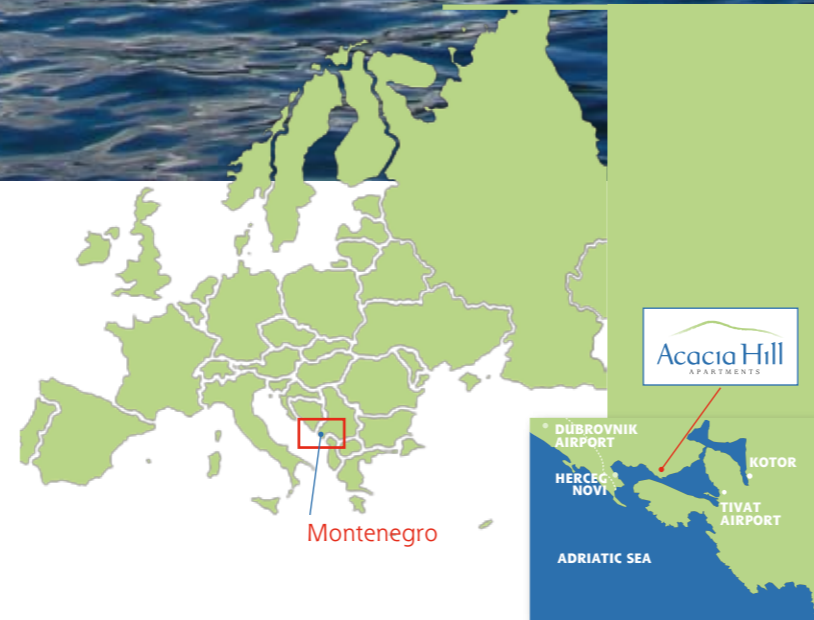 Acacia Hill
APARTMENTS
DUBROVNIK
AIRPORT
HERCEG
NOVI
KOTOR
TIVAT
AIRPORT
ADRIATIC SEA
Montenegro